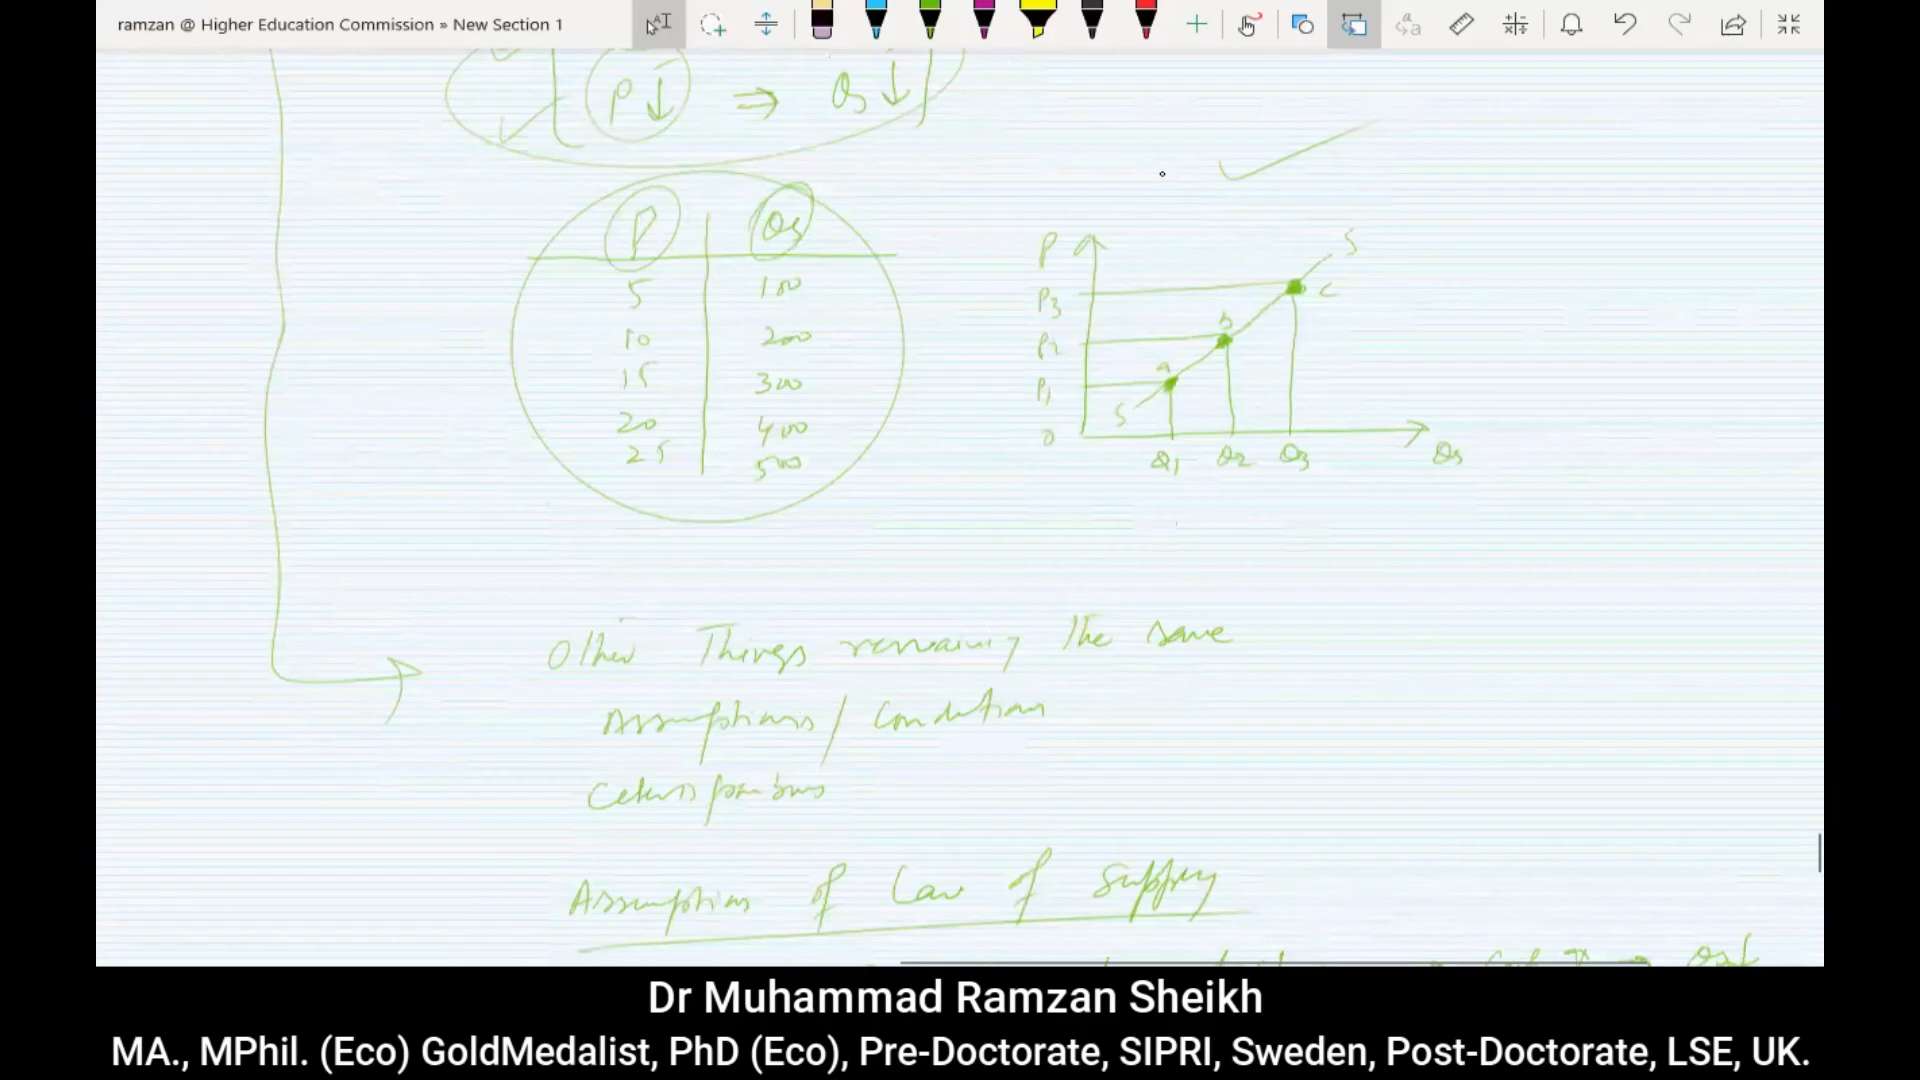 ramzan @ Higher Education Commission » New Section 1
P↓ ⇒ Qs↓
P Qs
5 100
10 200
15 300
20 400
25 500
P
S
P3 C
P2 b
P1 a
S
0
Q1 Q2 Q3 Qs
Other Things remaining the same
Assumptions / Conditions
Ceteris paribus
Assumption of Law of Supply
Dr Muhammad Ramzan Sheikh
MA., MPhil. (Eco) GoldMedalist, PhD (Eco), Pre-Doctorate, SIPRI, Sweden, Post-Doctorate, LSE, UK.